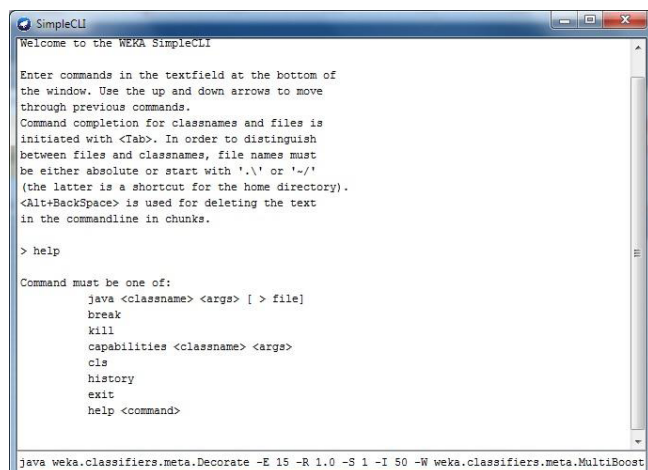 SimpleCLI
Welcome to the WEKA SimpleCLI
Enter commands in the textfield at the bottom of
the window. Use the up and down arrows to move
through previous commands.
Command completion for classnames and files is
initiated with <Tab>. In order to distinguish
between files and classnames, file names must
be either absolute or start with '.\' or '~/'
(the latter is a shortcut for the home directory).
<Alt+BackSpace> is used for deleting the text
in the commandline in chunks.
> help
Command must be one of:
java <classname> <args> [ > file]
break
kill
capabilities <classname> <args>
cls
history
exit
help <command>
java weka.classifiers.meta.Decorate -E 15 -R 1.0 -S 1 -I 50 -W weka.classifiers.meta.MultiBoost